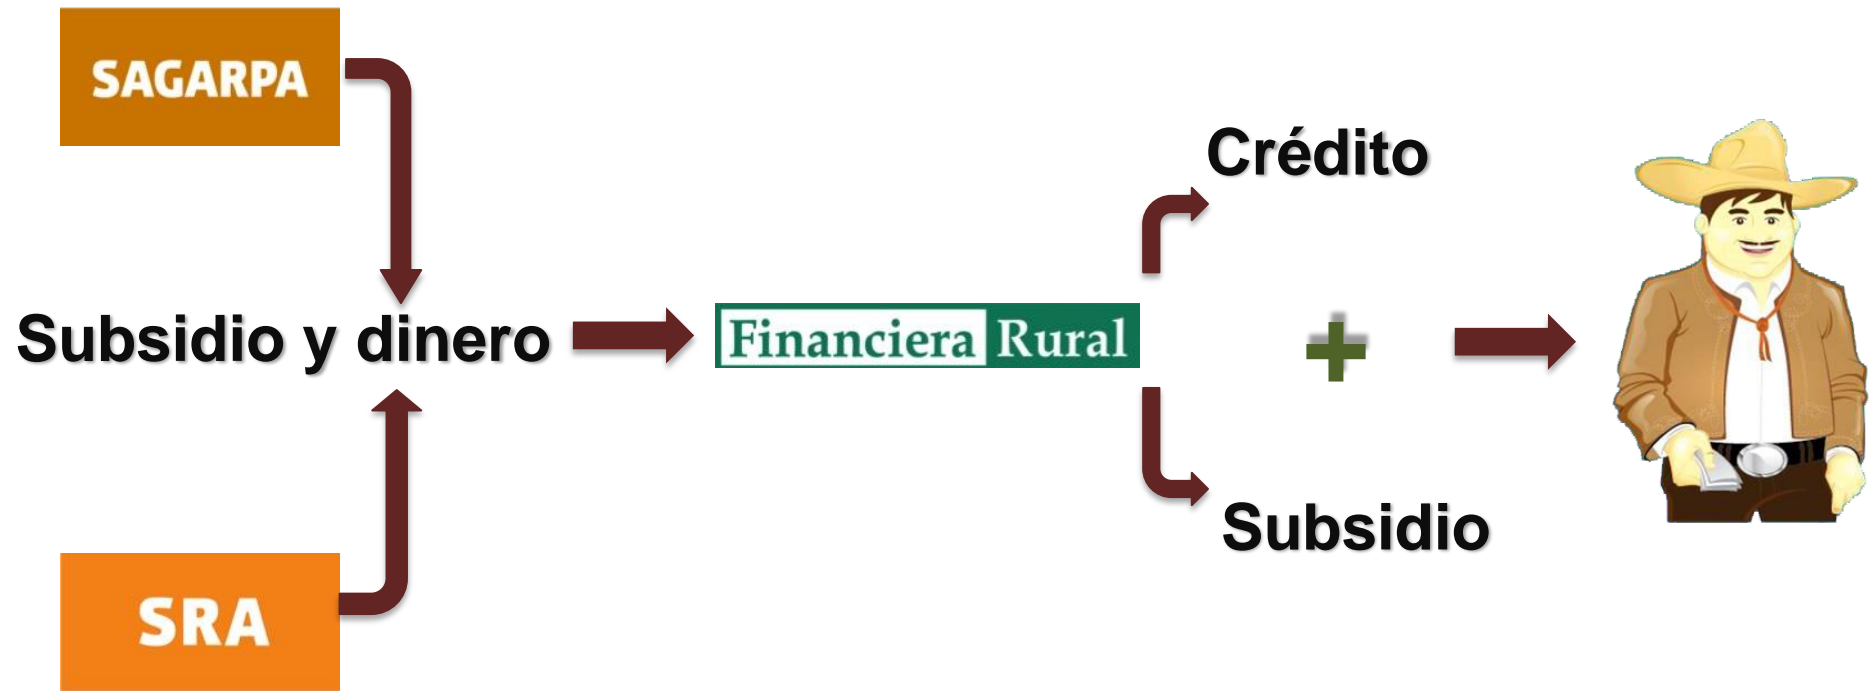 SAGARPA
Subsidio y dinero
SRA
Financiera Rural
Crédito
+
Subsidio